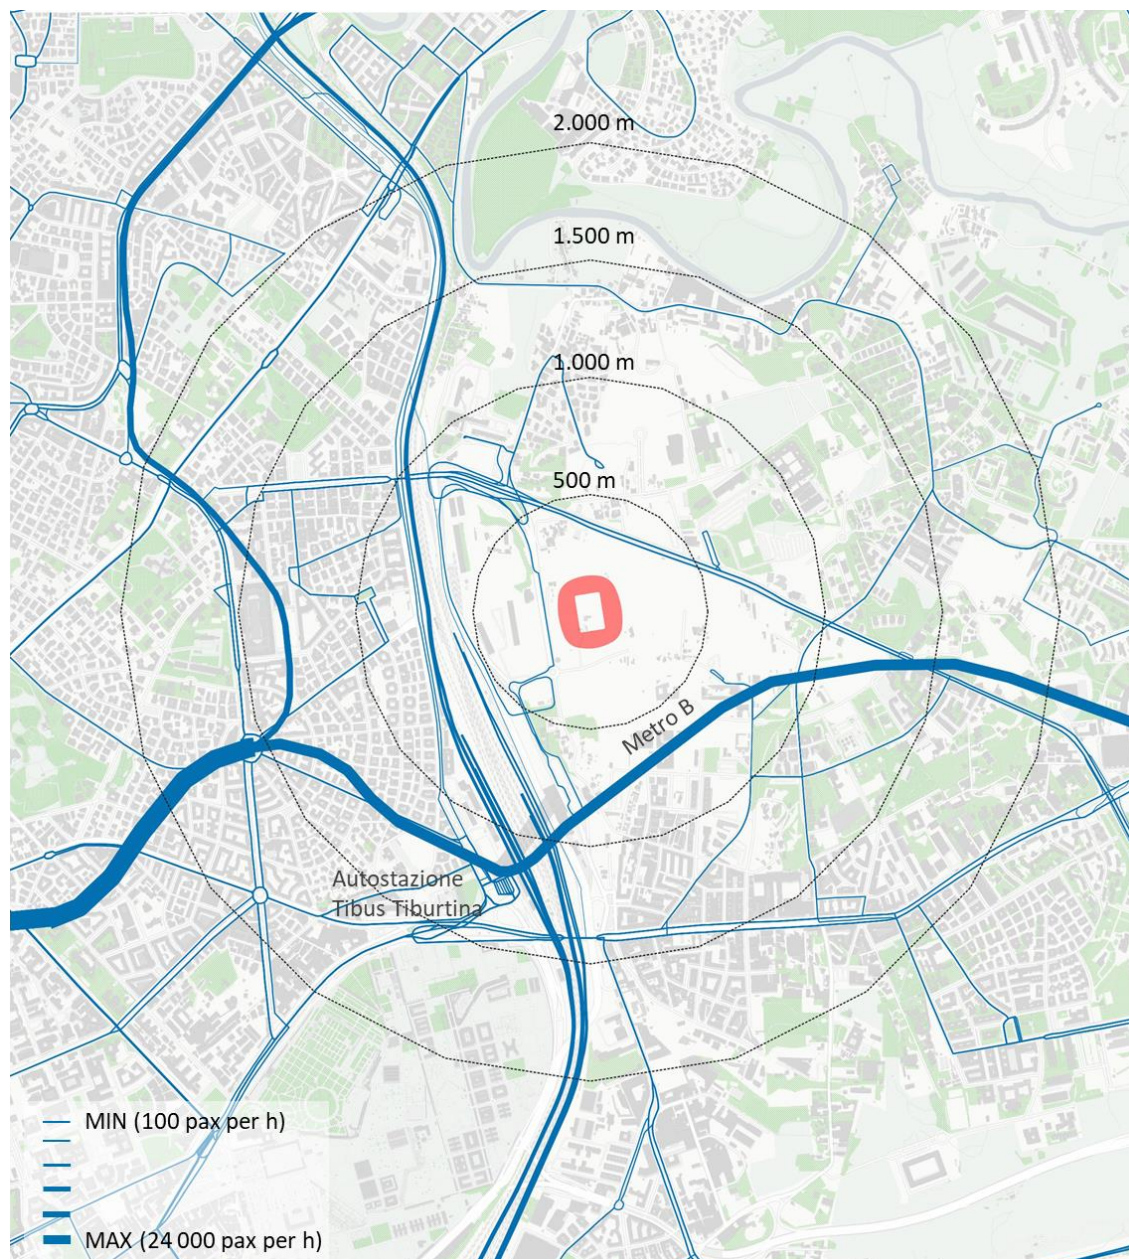 2.000 m
1.500 m
1.000 m
500 m
Metro B
Autostazione
Tibus Tiburtina
MIN (100 pax per h)
MAX (24 000 pax per h)